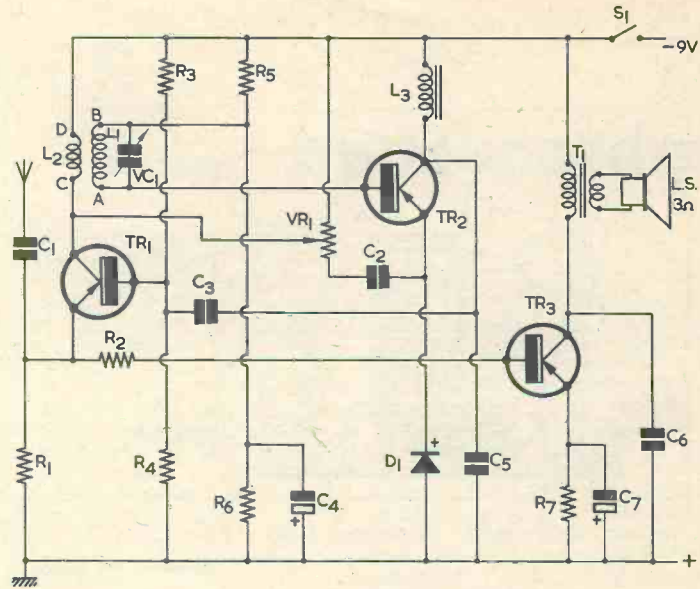 S1
-9V
R3
R5
L3
D
B
L1
L2
VC1
T1
L.S.
3Ω
C
A
TR2
VR1
C1
TR1
C2
C3
TR3
R2
R1
R4
R6
C4
+
D1
+
C5
R7
C7
+
C6
+